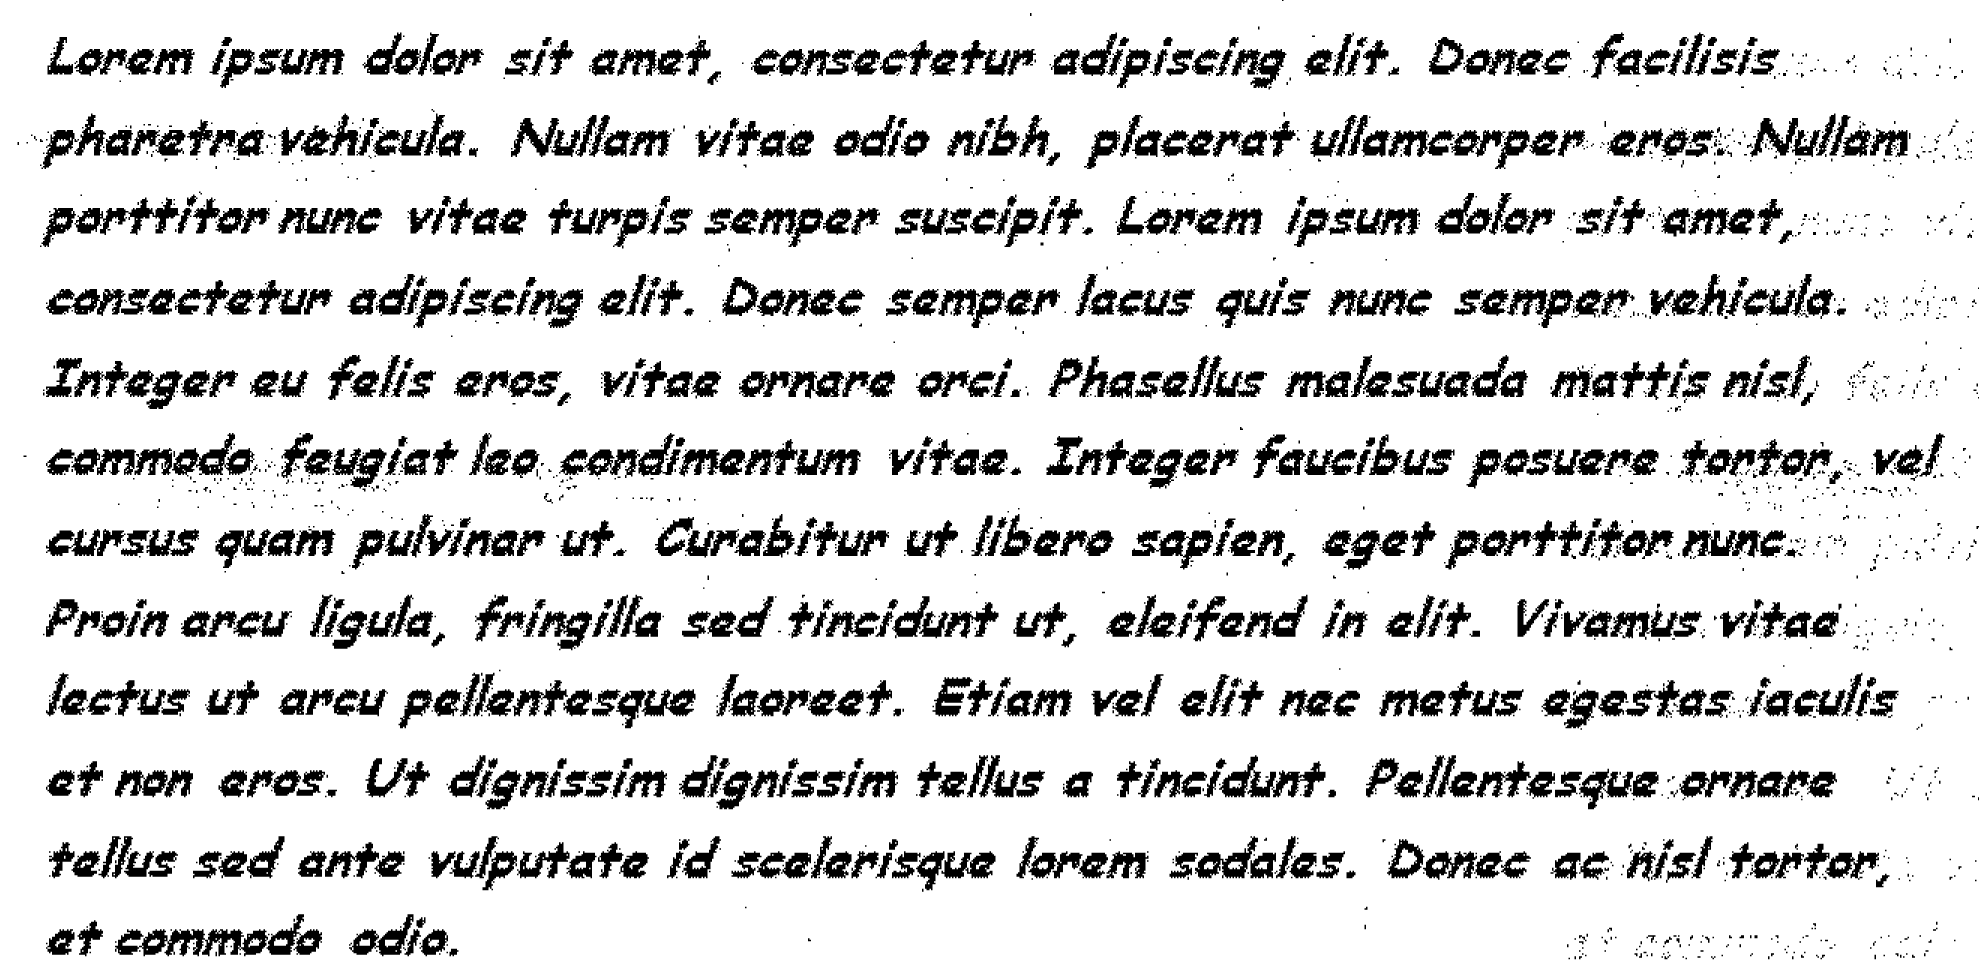 Lorem ipsum dolor sit amet, consectetur adipiscing elit. Donec facilisis
pharetra vehicula. Nullam vitae odio nibh, placerat ullamcorper eros. Nullam
porttitor nunc vitae turpis semper suscipit. Lorem ipsum dolor sit amet,
consectetur adipiscing elit. Donec semper lacus quis nunc semper vehicula.
Integer eu felis eros, vitae ornare orci. Phasellus malesuada mattis nisl,
commodo feugiat leo condimentum vitae. Integer faucibus posuere tortor, vel
cursus quam pulvinar ut. Curabitur ut libero sapien, eget porttitor nunc.
Proin arcu ligula, fringilla sed tincidunt ut, eleifend in elit. Vivamus vitae
lectus ut arcu pellentesque laoreet. Etiam vel elit nec metus egestas iaculis
et non eros. Ut dignissim dignissim tellus a tincidunt. Pellentesque ornare
tellus sed ante vulputate id scelerisque lorem sodales. Donec ac nisl tortor,
et commodo odio.